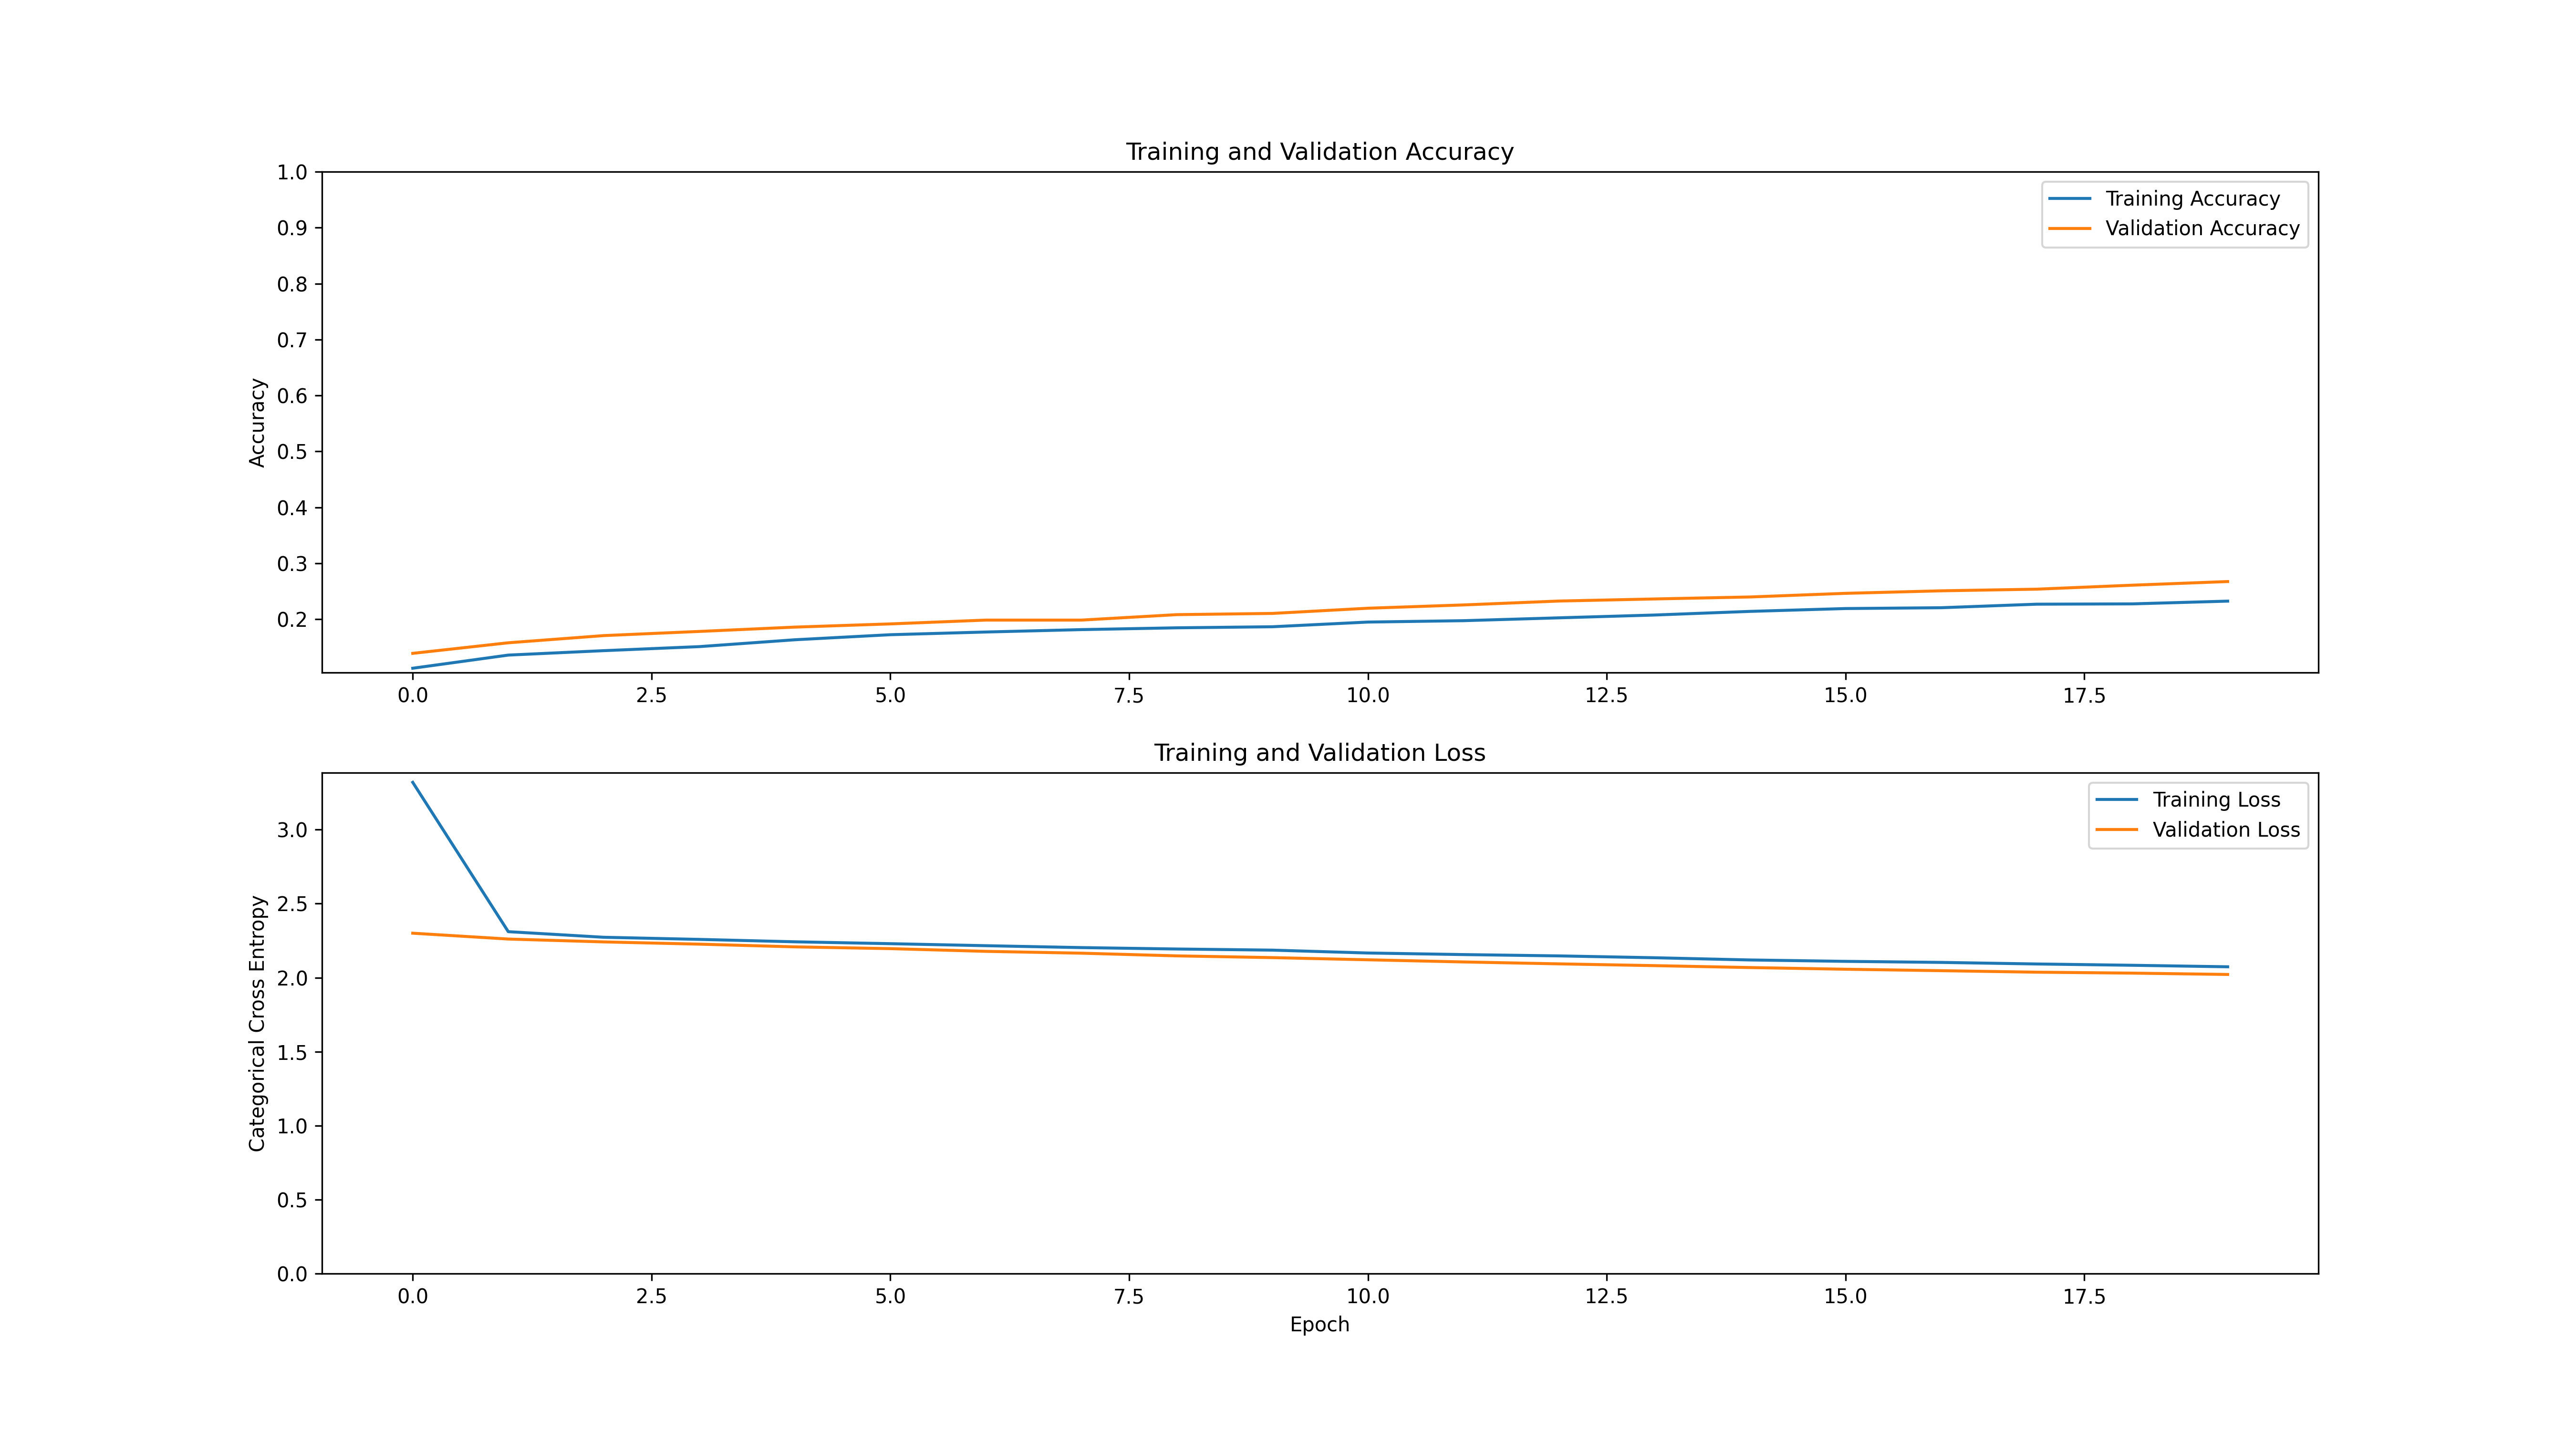 Training and Validation Accuracy
1.0
0.9
0.8
0.7
0.6
0.5
0.4
0.3
0.2
Accuracy
Training Accuracy
Validation Accuracy
0.0 2.5 5.0 7.5 10.0 12.5 15.0 17.5
Training and Validation Loss
3.0
2.5
2.0
1.5
1.0
0.5
0.0
Categorical Cross Entropy
Training Loss
Validation Loss
0.0 2.5 5.0 7.5 10.0 12.5 15.0 17.5
Epoch